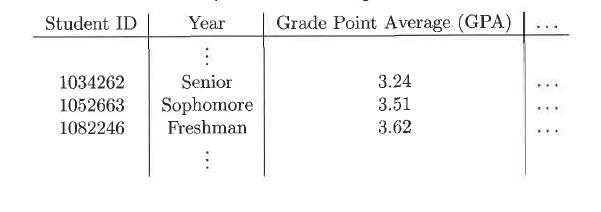 Student ID Year Grade Point Average (GPA) ...
⋮
1034262 Senior 3.24 ...
1052663 Sophomore 3.51 ...
1082246 Freshman 3.62 ...
⋮